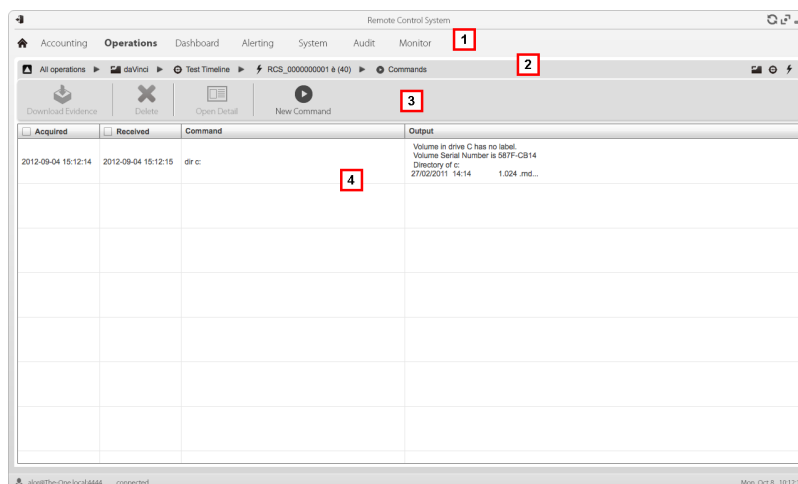 Remote Control System
Accounting Operations Dashboard Alerting System Audit Monitor 1
All operations daVinci Test Timeline RCS_0000000001 è (40) Commands 2
Download Evidence Delete Open Detail New Command 3
Acquired Received Command Output
2012-09-04 15:12:14 2012-09-04 15:12:15 dir c:
Volume in drive C has no label.
Volume Serial Number is 587F-CB14
Directory of c:
27/02/2011 14:14 1.024 .md...
4
connected Mon, Oct 8,